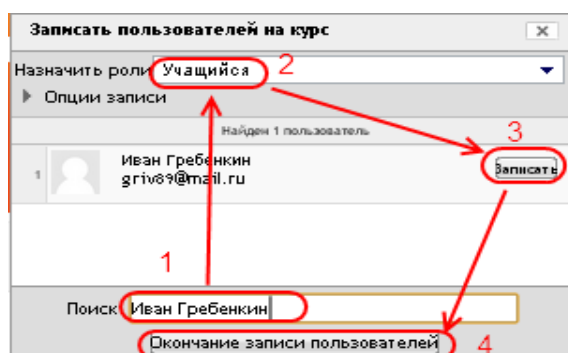 Записать пользователей на курс
Назначить роли Учащийся 2
Опции записи
Найден 1 пользователь
3
1 Иван Гребенкин Записать
griv89@mail.ru
1
Поиск Иван Гребенкин
Окончание записи пользователей 4